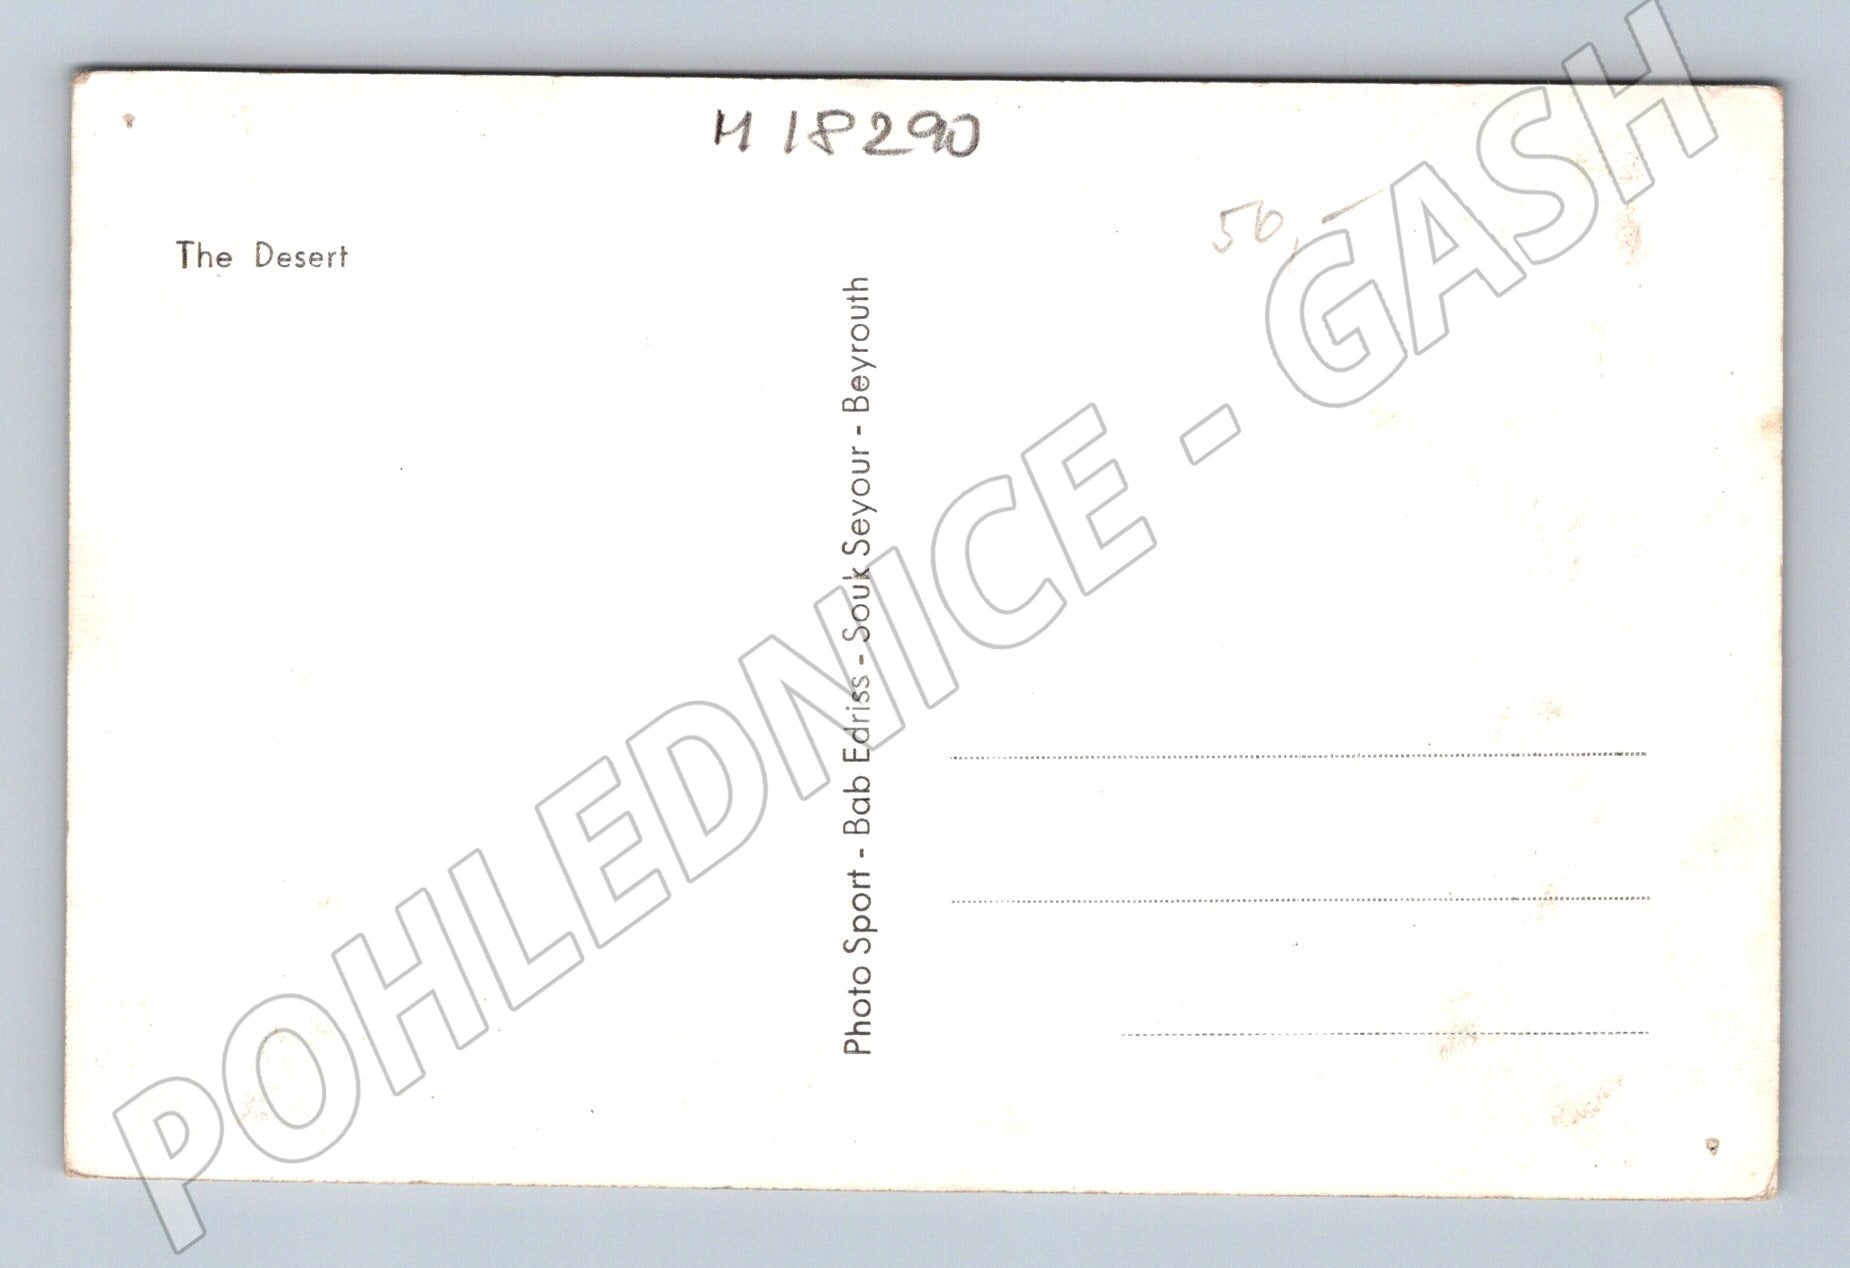 H 18290
50,-
The Desert
Photo Sport - Bab Edriss - Souk Seyour - Beyrouth
POHLEDNICE - GASH